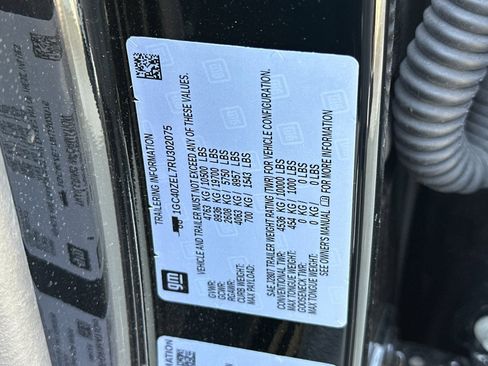 TRAILERING INFORMATION
1GC40ZEL7RU302075
VEHICLE AND TRAILER MUST NOT EXCEED ANY OF THESE VALUES.
GVWR: 4763 KG / 10500 LBS
GCWR: 8936 KG / 19700 LBS
RGAWR: 2608 KG / 5750 LBS
CURB WEIGHT: 4063 KG / 8957 LBS
MAX PAYLOAD: 700 KG / 1543 LBS
SAE J2807 TRAILER WEIGHT RATING TWR FOR VEHICLE CONFIGURATION.
CONVENTIONAL TWR: 4536 KG / 10000 LBS
MAX TONGUE WEIGHT: 454 KG / 1000 LBS
GOOSENECK TWR: 0 KG / 0 LBS
MAX TONGUE WEIGHT: 0 KG / 0 LBS
SEE OWNER'S MANUAL FOR MORE INFORMATION.
gm